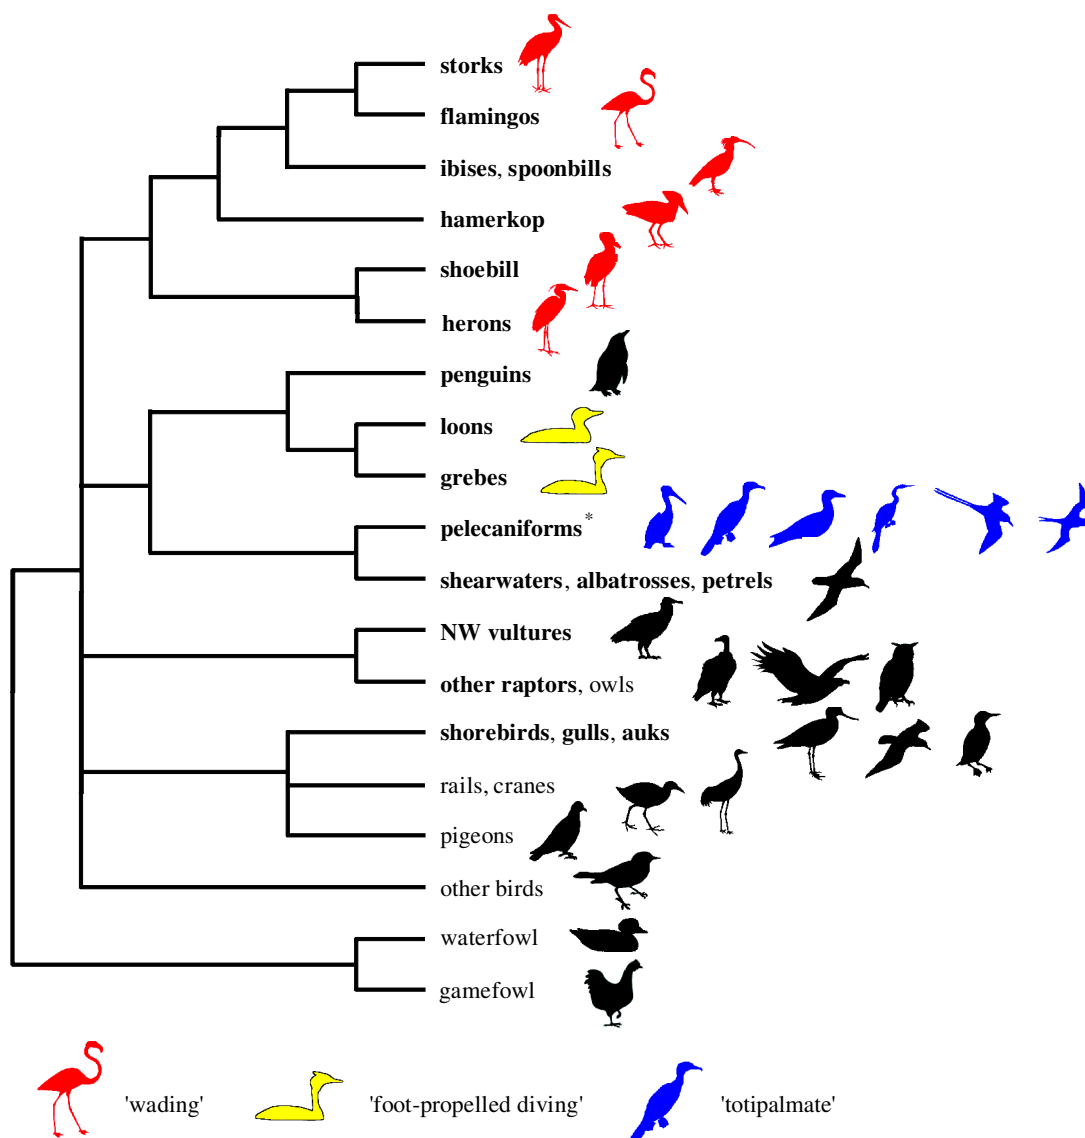 storks
flamingos
ibises, spoonbills
hamerkop
shoebill
herons
penguins
loons
grebes
pelecaniforms*
shearwaters, albatrosses, petrels
NW vultures
other raptors, owls
shorebirds, gulls, auks
rails, cranes
pigeons
other birds
waterfowl
gamefowl
'wading' 'foot-propelled diving' 'totipalmate'